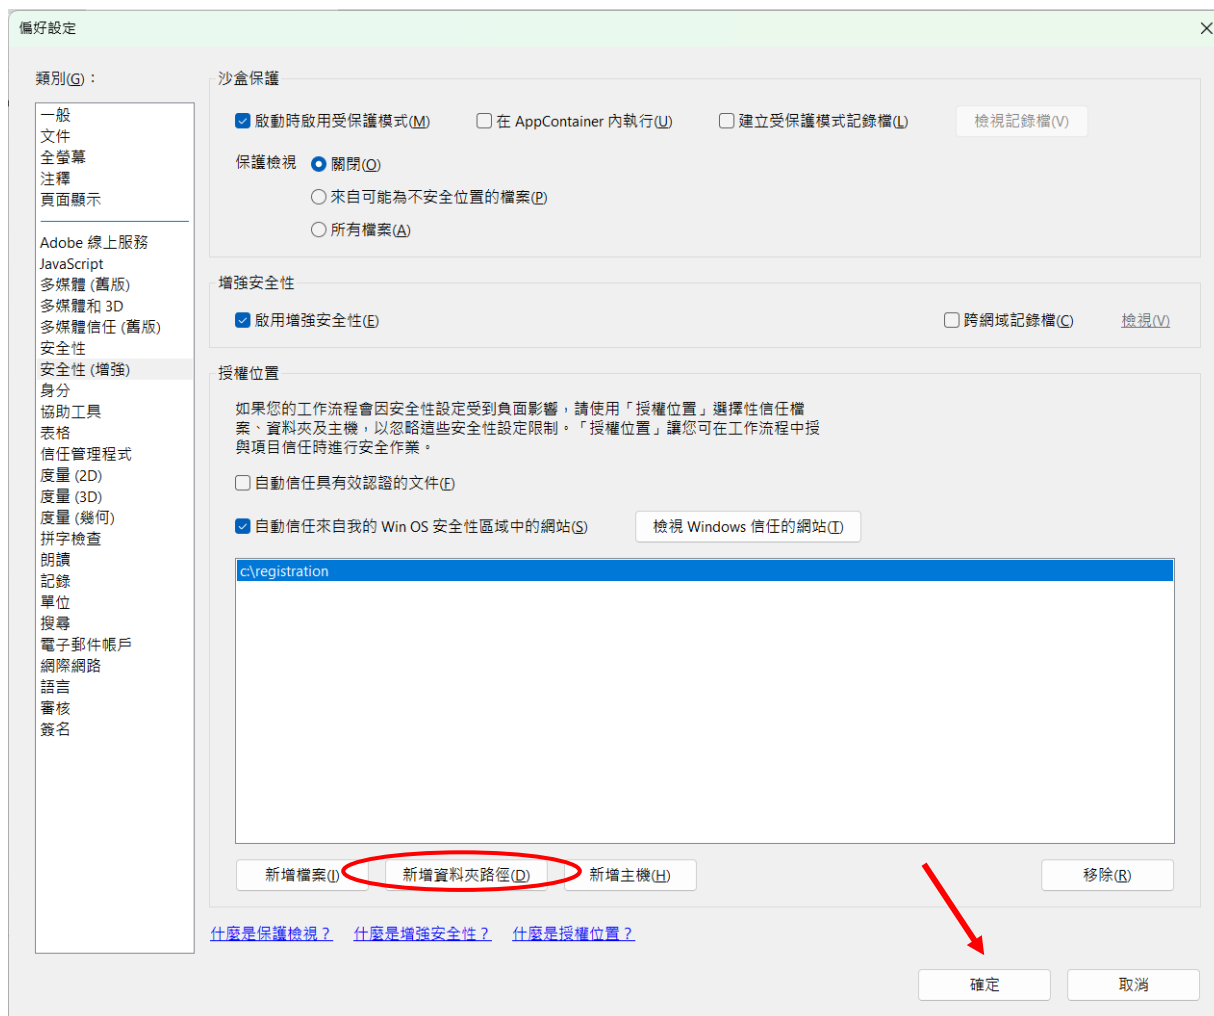 偏好設定
類別(G)：
一般
文件
全螢幕
注釋
頁面顯示
Adobe 線上服務
JavaScript
多媒體 (舊版)
多媒體和 3D
多媒體信任 (舊版)
安全性
安全性 (增強)
身分
協助工具
表格
信任管理程式
度量 (2D)
度量 (3D)
度量 (幾何)
拼字檢查
朗讀
記錄
單位
搜尋
電子郵件帳戶
網際網路
語言
審核
簽名
沙盒保護
啟動時啟用受保護模式(M) 在 AppContainer 內執行(U) 建立受保護模式記錄檔(L) 檢視記錄檔(V)
保護檢視 關閉(O)
來自可能為不安全位置的檔案(P)
所有檔案(A)
增強安全性
啟用增強安全性(E) 跨網域記錄檔(C) 檢視(V)
授權位置
如果您的工作流程會因安全性設定受到負面影響，請使用「授權位置」選擇性信任檔
案、資料夾及主機，以忽略這些安全性設定限制。「授權位置」讓您可在工作流程中授
與項目信任時進行安全作業。
自動信任具有效認證的文件(F)
自動信任來自我的 Win OS 安全性區域中的網站(S) 檢視 Windows 信任的網站(T)
c:\registration
新增檔案(I) 新增資料夾路徑(D) 新增主機(H) 移除(R)
什麼是保護檢視？ 什麼是增強安全性？ 什麼是授權位置？
確定 取消